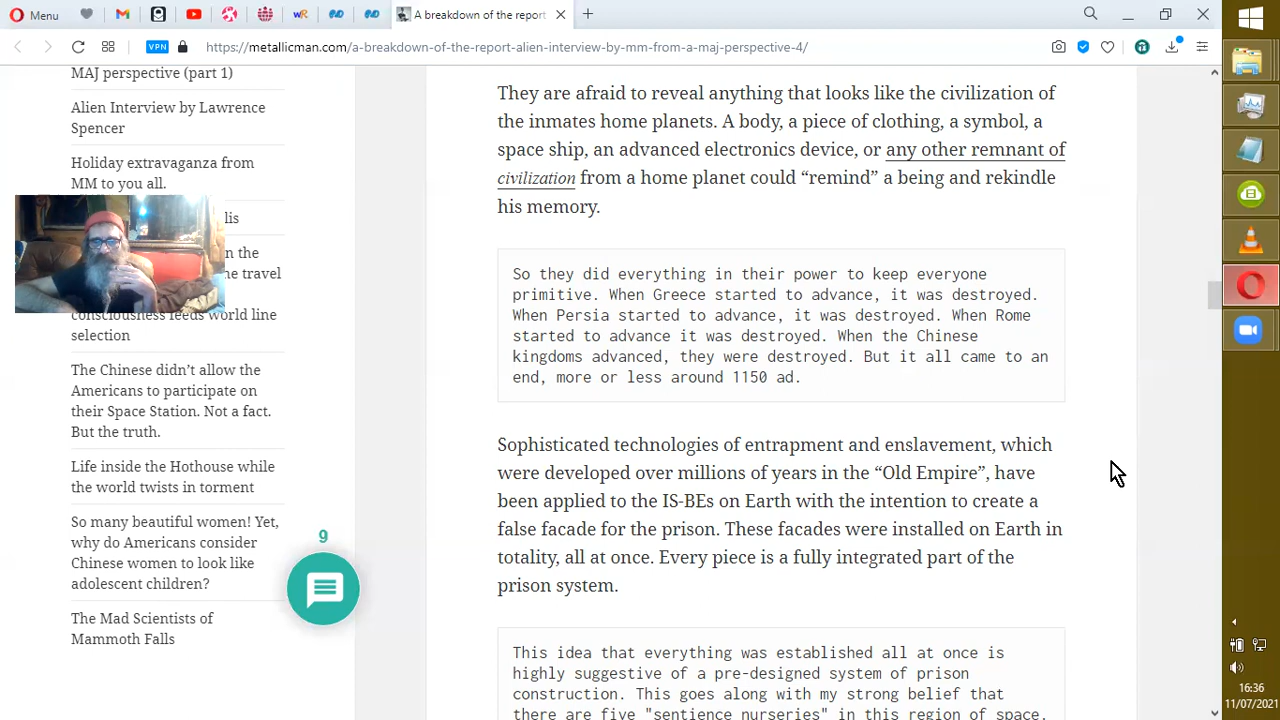 Menu
A breakdown of the report
VPN
https://metallicman.com/a-breakdown-of-the-report-alien-interview-by-mm-from-a-maj-perspective-4/
MAJ perspective (part 1)
Alien Interview by Lawrence
Spencer
Holiday extravaganza from
MM to you all.
lis
n the
ne travel
consciousness feeds world line
selection
The Chinese didn’t allow the
Americans to participate on
their Space Station. Not a fact.
But the truth.
Life inside the Hothouse while
the world twists in torment
So many beautiful women! Yet,
why do Americans consider
Chinese women to look like
adolescent children?
The Mad Scientists of
Mammoth Falls
9
They are afraid to reveal anything that looks like the civilization of
the innates home planets. A body, a piece of clothing, a symbol, a
space ship, an advanced electronics device, or any other remnant of
civilization from a home planet could “remind” a being and rekindle
his memory.
So they did everything in their power to keep everyone
primitive. When Greece started to advance, it was destroyed.
When Persia started to advance, it was destroyed. When Rome
started to advance it was destroyed. When the Chinese
kingdoms advanced, they were destroyed. But it all came to an
end, more or less around 1150 ad.
Sophisticated technologies of entrapment and enslavement, which
were developed over millions of years in the “Old Empire”, have
been applied to the IS-BEs on Earth with the intention to create a
false facade for the prison. These facades were installed on Earth in
totality, all at once. Every piece is a fully integrated part of the
prison system.
This idea that everything was established all at once is
highly suggestive of a pre-designed system of prison
construction. This goes along with my strong belief that
there are five "sentience nurseries" in this region of space.
16:36
11/07/2021